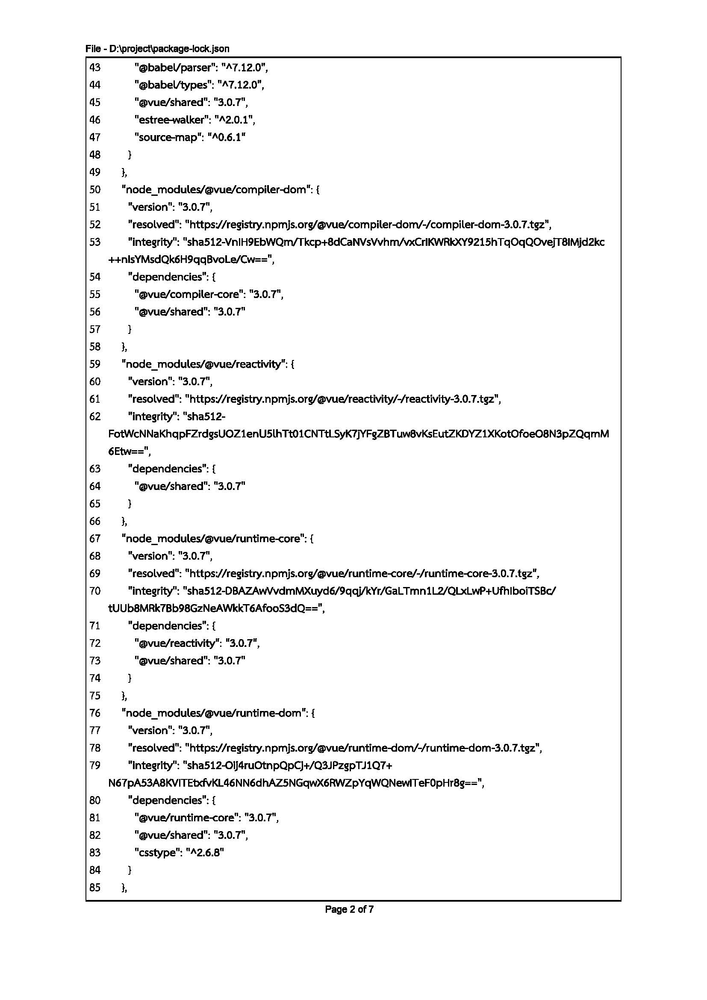 File - D:\project\package-lock.json
43 "@babel/parser": "^7.12.0",
44 "@babel/types": "^7.12.0",
45 "@vue/shared": "3.0.7",
46 "estree-walker": "^2.0.1",
47 "source-map": "^0.6.1"
48 }
49 },
50 "node_modules/@vue/compiler-dom": {
51 "version": "3.0.7",
52 "resolved": "https://registry.npmjs.org/@vue/compiler-dom/-/compiler-dom-3.0.7.tgz",
53 "integrity": "sha512-VnIH9EbWQm/Tkcp+8dCaNVsVvhm/vxCrIKWRkXY9215hTqOqQOvejT8IMjd2kc
++nIsYMsdQk6H9qqBvoLe/Cw==",
54 "dependencies": {
55 "@vue/compiler-core": "3.0.7",
56 "@vue/shared": "3.0.7"
57 }
58 },
59 "node_modules/@vue/reactivity": {
60 "version": "3.0.7",
61 "resolved": "https://registry.npmjs.org/@vue/reactivity/-/reactivity-3.0.7.tgz",
62 "integrity": "sha512-
FotWcNNaKhqpFZrdgsUOZ1enlU5lhTt01CNTtLSyK7jYFgZBTuw8vKsEutZKDYZ1XKotOfoeO8N3pZQqmM
6Etw==",
63 "dependencies": {
64 "@vue/shared": "3.0.7"
65 }
66 },
67 "node_modules/@vue/runtime-core": {
68 "version": "3.0.7",
69 "resolved": "https://registry.npmjs.org/@vue/runtime-core/-/runtime-core-3.0.7.tgz",
70 "integrity": "sha512-DBAZAwVvdmMXuyd6/9qqj/kYr/GaLTmn1L2/QLxLwP+UfhIboiTSBc/
tUUb8MRk7Bb98GzNeAWkkT6AfooS3dQ==",
71 "dependencies": {
72 "@vue/reactivity": "3.0.7",
73 "@vue/shared": "3.0.7"
74 }
75 },
76 "node_modules/@vue/runtime-dom": {
77 "version": "3.0.7",
78 "resolved": "https://registry.npmjs.org/@vue/runtime-dom/-/runtime-dom-3.0.7.tgz",
79 "integrity": "sha512-Oij4ruOtnpQpCj+/Q3JPzgpTJ1Q7+
N67pA53A8KVITEtxfvKL46NN6dhAZ5NGqwX6RWZpYqWQNewITeF0pHr8g==",
80 "dependencies": {
81 "@vue/runtime-core": "3.0.7",
82 "@vue/shared": "3.0.7",
83 "csstype": "^2.6.8"
84 }
85 },
Page 2 of 7